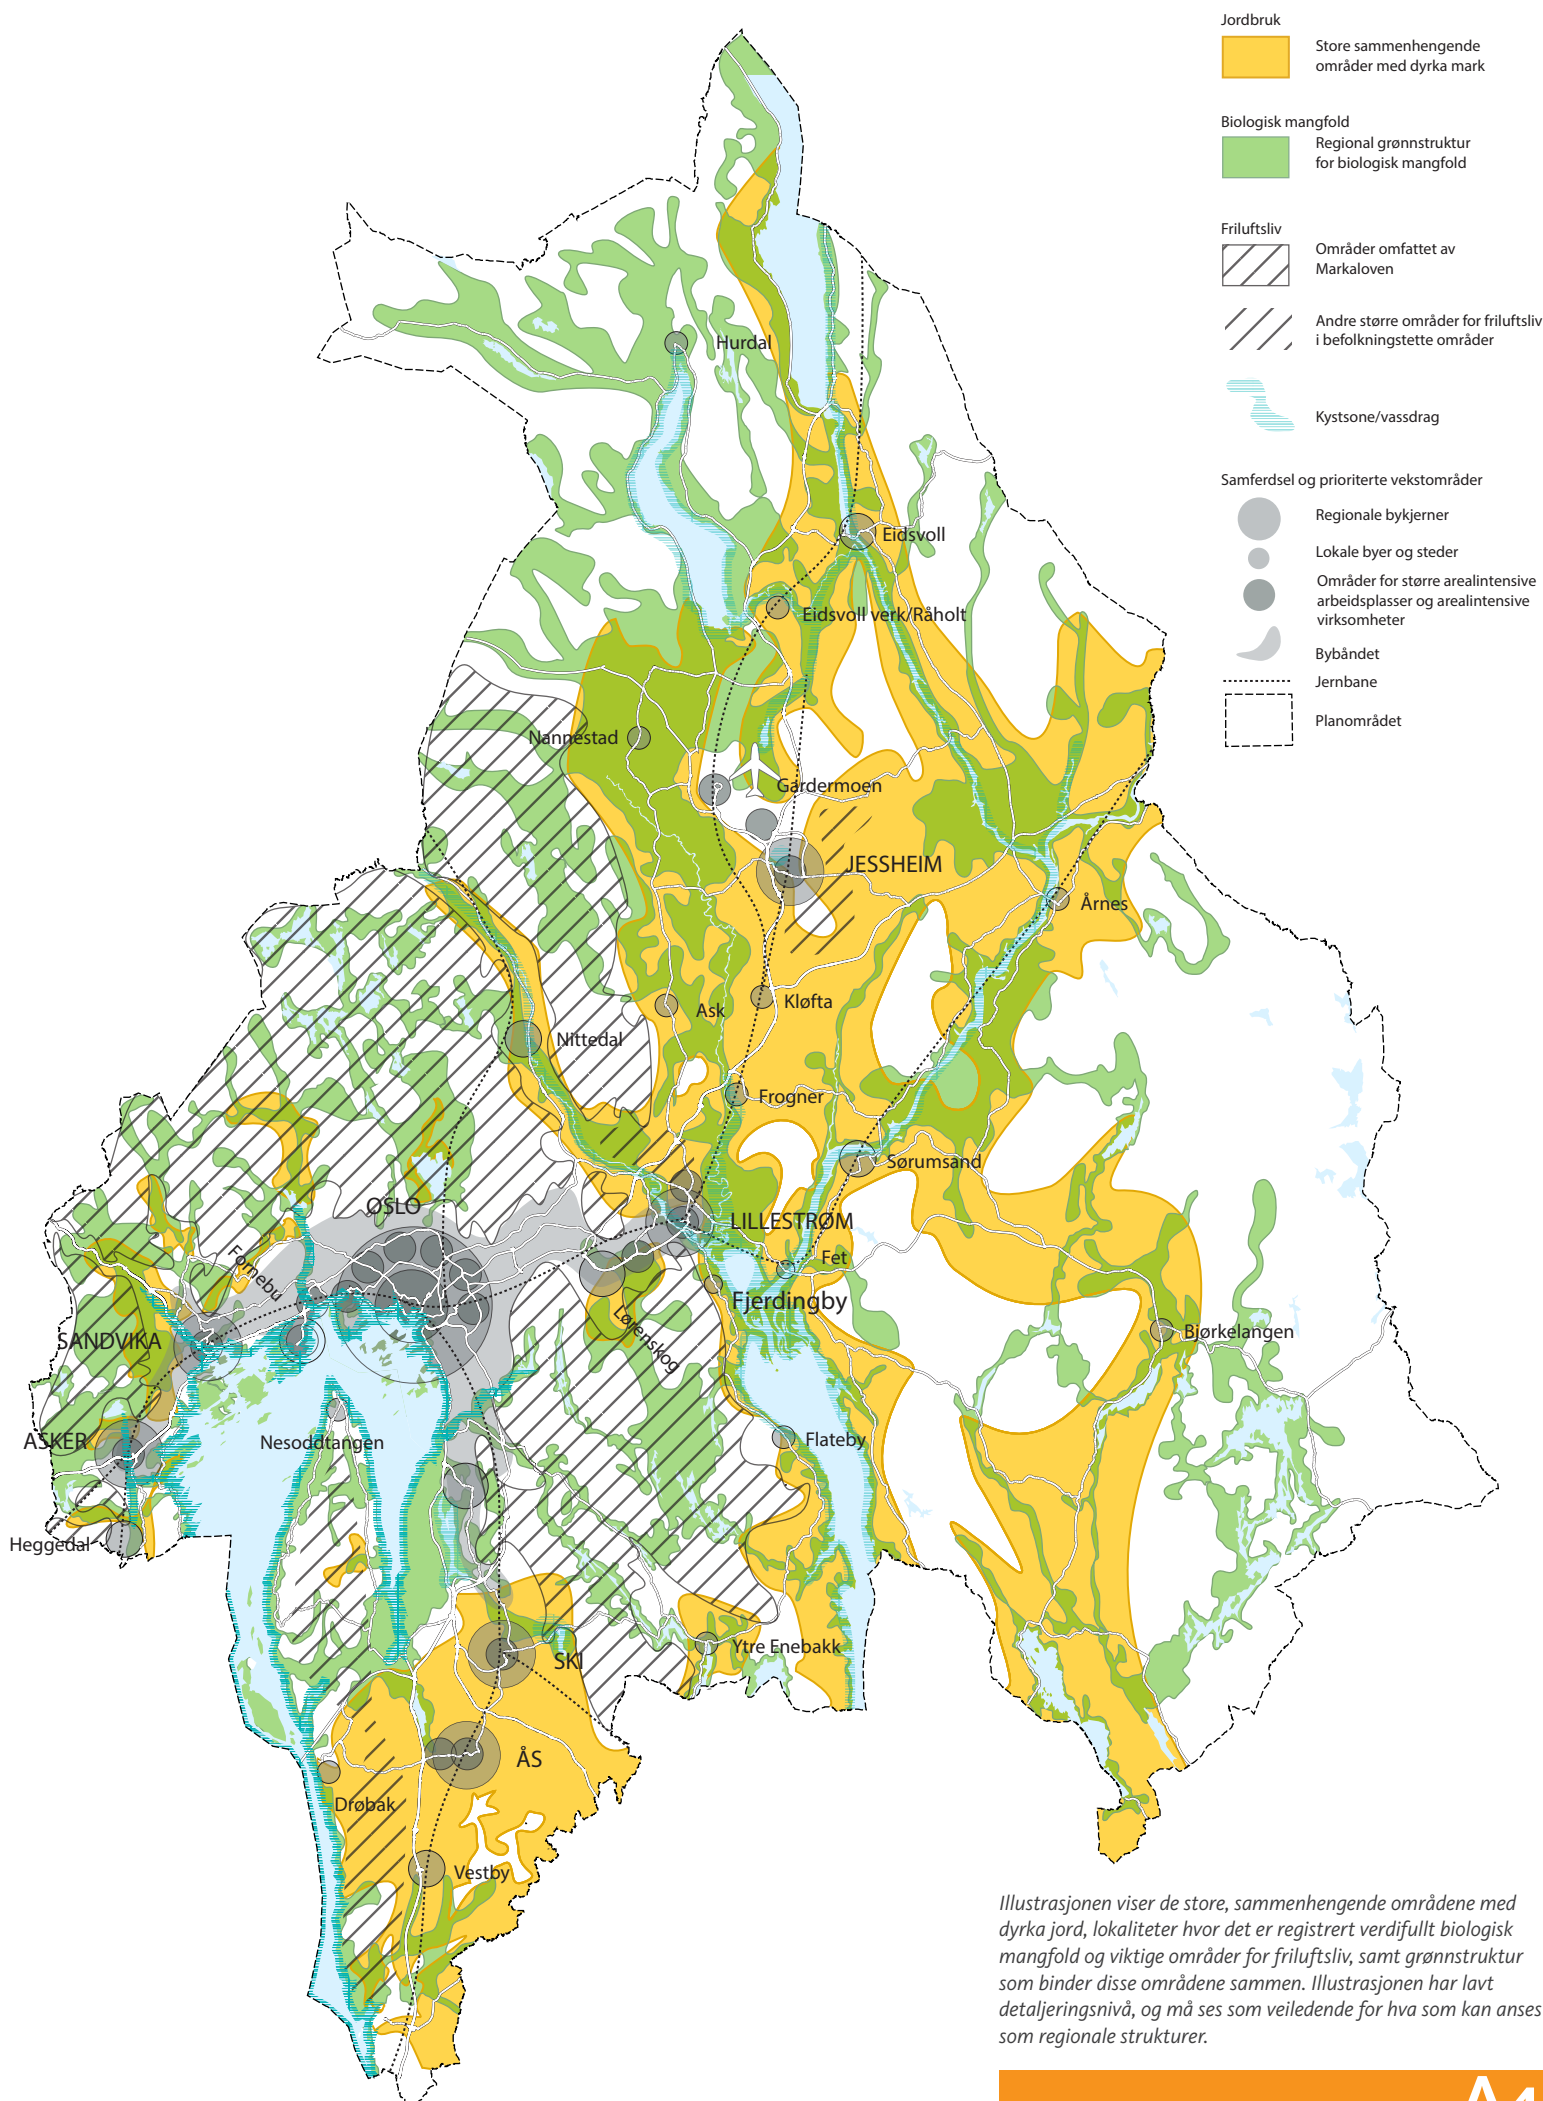 Jordbruk
Store sammenhengende
områder med dyrka mark
Biologisk mangfold
Regional grønnstruktur
for biologisk mangfold
Friluftsliv
Områder omfattet av
Markaloven
Andre større områder for friluftsliv
i befolkningstette områder
Kystsone/vassdrag
Samferdsel og prioriterte vekstområder
Regionale bykjerner
Lokale byer og steder
Områder for større arealintensive
arbeidsplasser og arealintensive
virksomheter
Bybåndet
Jernbane
Planområdet
Hurdal
Eidsvoll
Eidsvoll verk/Råholt
Nannestad
Gardermoen
JESSHEIM
Årnes
Ask
Kløfta
Nittedal
Frogner
Sørumsand
OSLO
LILLESTRØM
Fornebu
Fet
Fjerdingby
SANDVIKA
Lørenskog
Bjørkelangen
ASKER
Nesoddtangen
Flateby
Heggedal
Ytre Enebakk
SKI
ÅS
Drøbak
Vestby
Illustrasjonen viser de store, sammenhengende områdene med
dyrka jord, lokaliteter hvor det er registrert verdifullt biologisk
mangfold og viktige områder for friluftsliv, samt grønnstruktur
som binder disse områdene sammen. Illustrasjonen har lavt
detaljeringsnivå, og må ses som veiledende for hva som kan anses
som regionale strukturer.